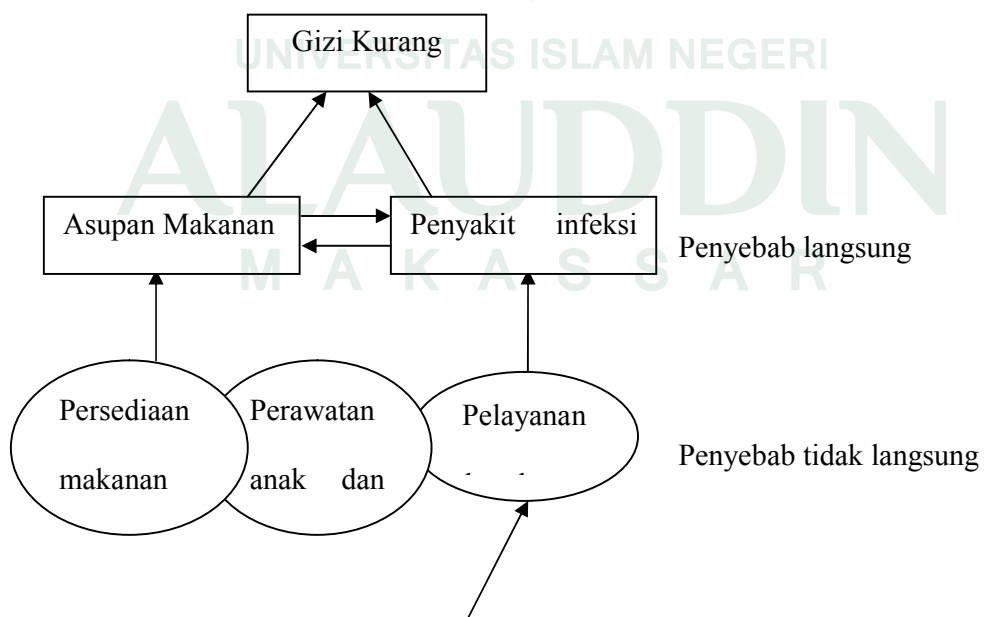 UNIVERSITAS ISLAM NEGERI
ALAUDDIN
MAKASSAR
Gizi Kurang
Asupan Makanan
Penyakit infeksi
Penyebab langsung
Persediaan
makanan
Perawatan
anak dan
Pelayanan
Penyebab tidak langsung